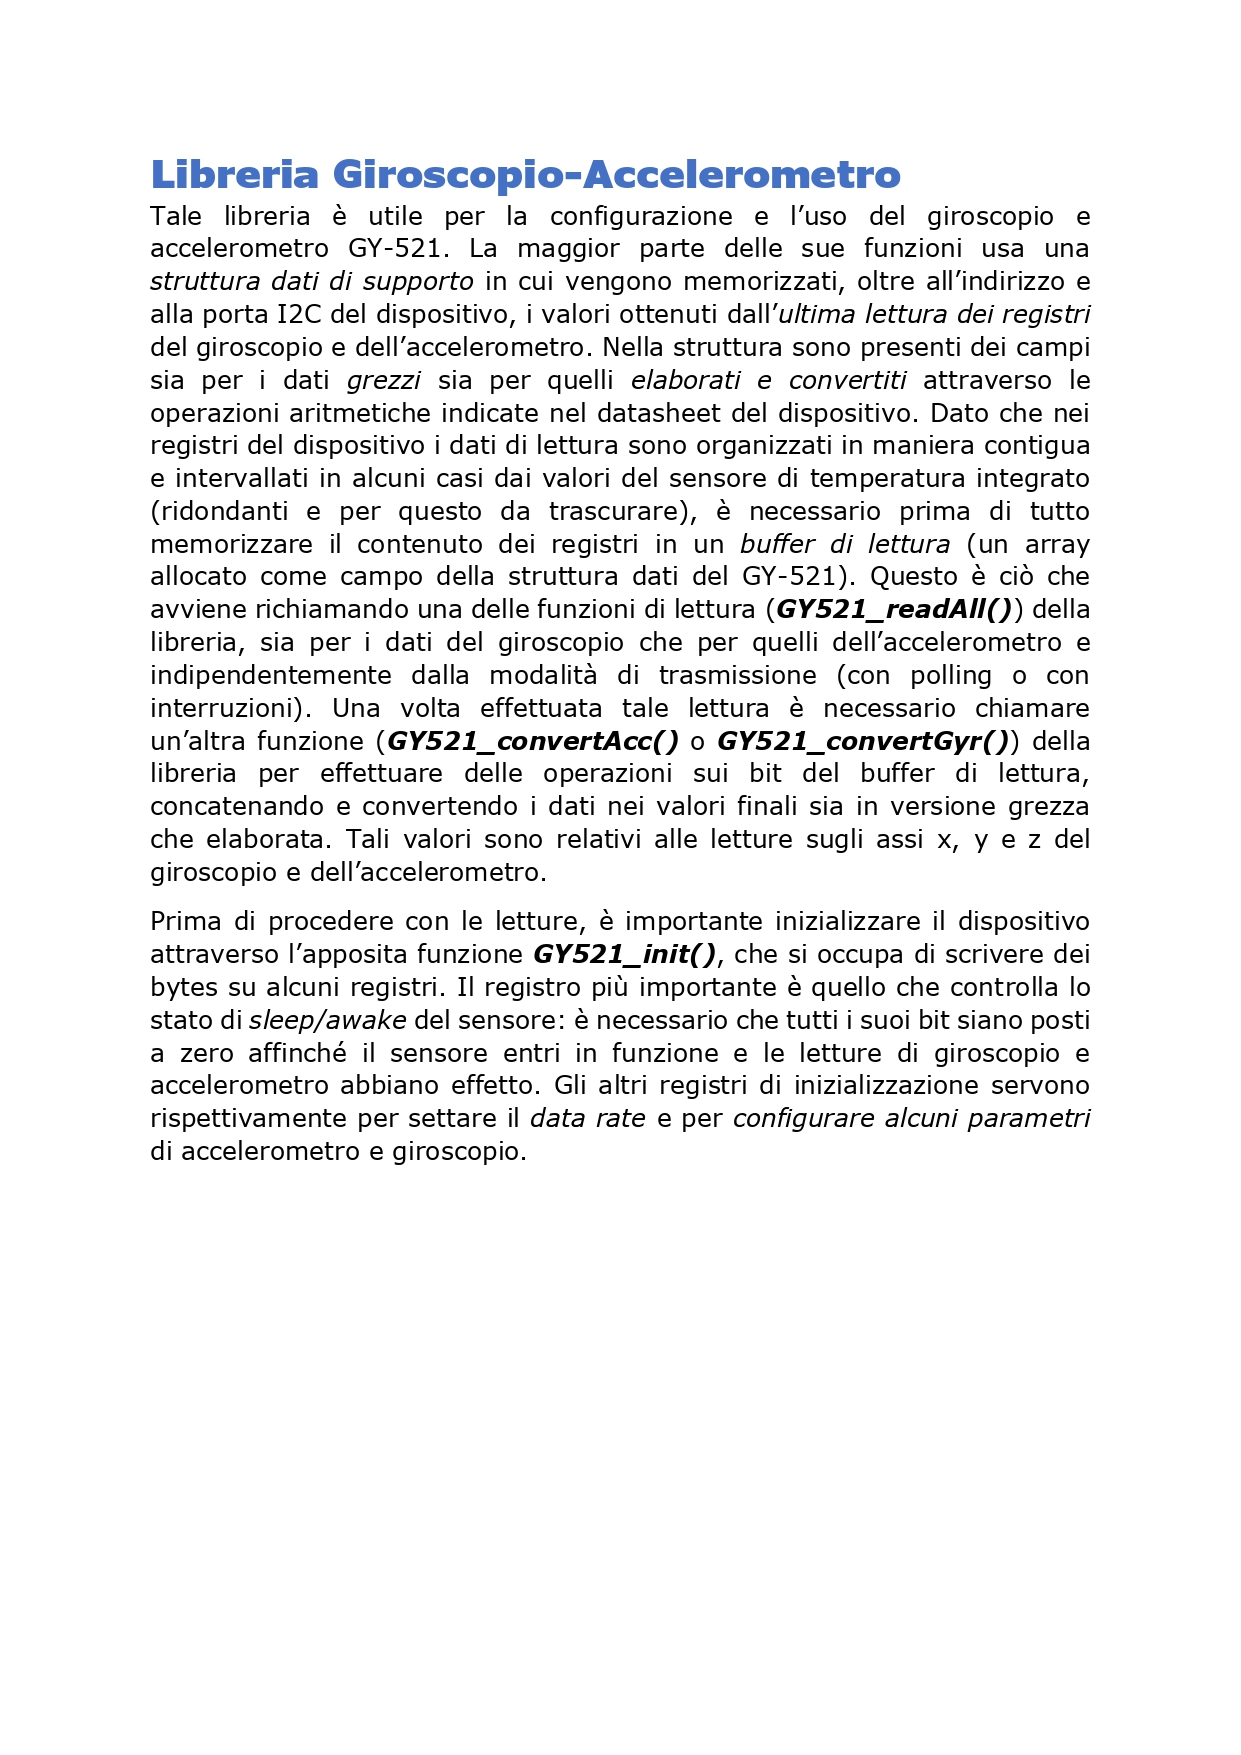 Libreria Giroscopio-Accelerometro
Tale libreria è utile per la configurazione e l’uso del giroscopio e
accelerometro GY-521. La maggior parte delle sue funzioni usa una
struttura dati di supporto in cui vengono memorizzati, oltre all’indirizzo e
alla porta I2C del dispositivo, i valori ottenuti dall’ultima lettura dei registri
del giroscopio e dell’accelerometro. Nella struttura sono presenti dei campi
sia per i dati grezzi sia per quelli elaborati e convertiti attraverso le
operazioni aritmetiche indicate nel datasheet del dispositivo. Dato che nei
registri del dispositivo i dati di lettura sono organizzati in maniera contigua
e intervallati in alcuni casi dai valori del sensore di temperatura integrato
(ridondanti e per questo da trascurare), è necessario prima di tutto
memorizzare il contenuto dei registri in un buffer di lettura (un array
allocato come campo della struttura dati del GY-521). Questo è ciò che
avviene richiamando una delle funzioni di lettura (GY521_readAll()) della
libreria, sia per i dati del giroscopio che per quelli dell’accelerometro e
indipendentemente dalla modalità di trasmissione (con polling o con
interruzioni). Una volta effettuata tale lettura è necessario chiamare
un’altra funzione (GY521_convertAcc() o GY521_convertGyr()) della
libreria per effettuare delle operazioni sui bit del buffer di lettura,
concatenando e convertendo i dati nei valori finali sia in versione grezza
che elaborata. Tali valori sono relativi alle letture sugli assi x, y e z del
giroscopio e dell’accelerometro.
Prima di procedere con le letture, è importante inizializzare il dispositivo
attraverso l’apposita funzione GY521_init(), che si occupa di scrivere dei
bytes su alcuni registri. Il registro più importante è quello che controlla lo
stato di sleep/awake del sensore: è necessario che tutti i suoi bit siano posti
a zero affinché il sensore entri in funzione e le letture di giroscopio e
accelerometro abbiano effetto. Gli altri registri di inizializzazione servono
rispettivamente per settare il data rate e per configurare alcuni parametri
di accelerometro e giroscopio.